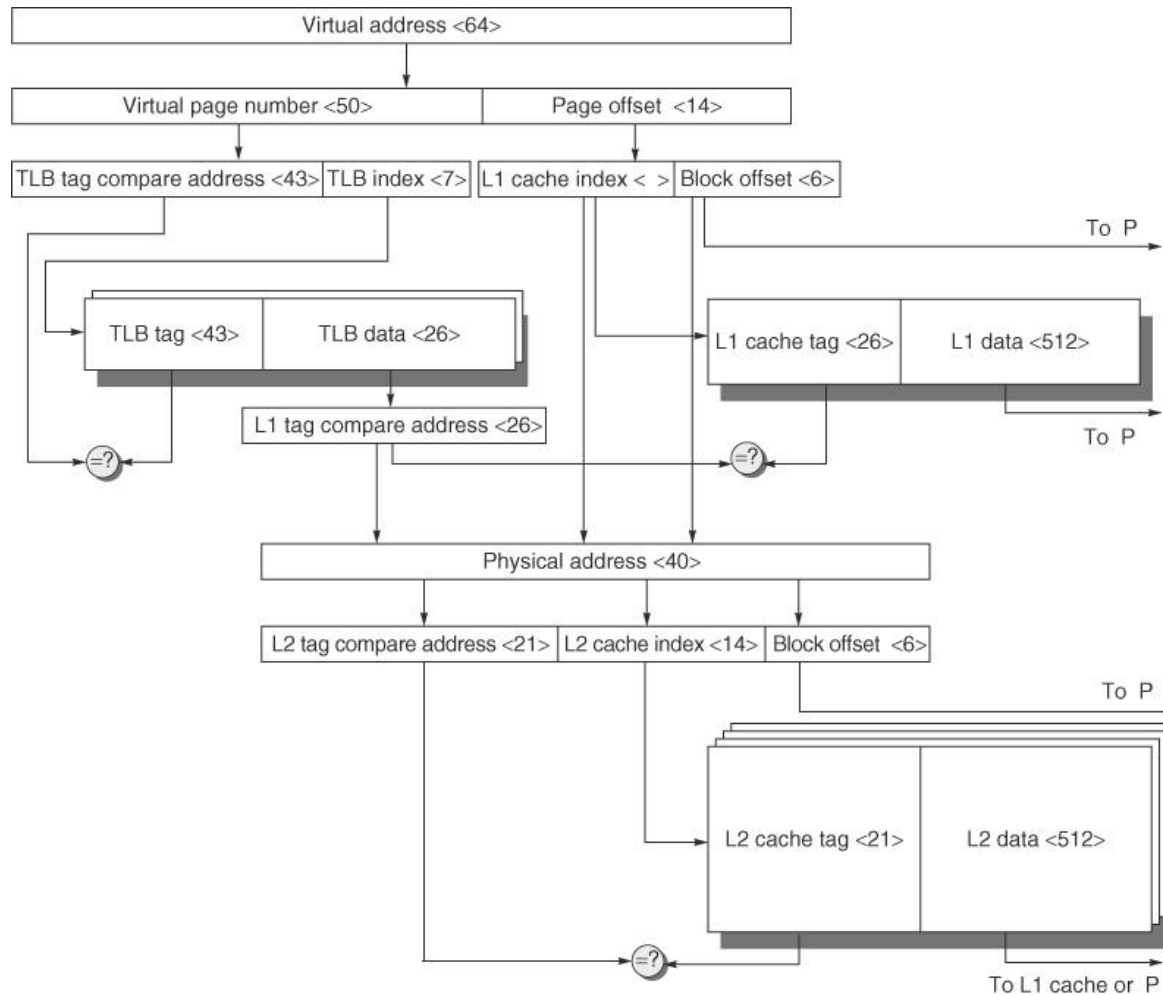 Virtual address <64>
Virtual page number <50> Page offset <14>
TLB tag compare address <43> TLB index <7> L1 cache index < > Block offset <6>
To P
TLB tag <43> TLB data <26>
L1 cache tag <26> L1 data <512>
L1 tag compare address <26>
To P
=? =?
Physical address <40>
L2 tag compare address <21> L2 cache index <14> Block offset <6>
To P
L2 cache tag <21> L2 data <512>
=?
To L1 cache or P